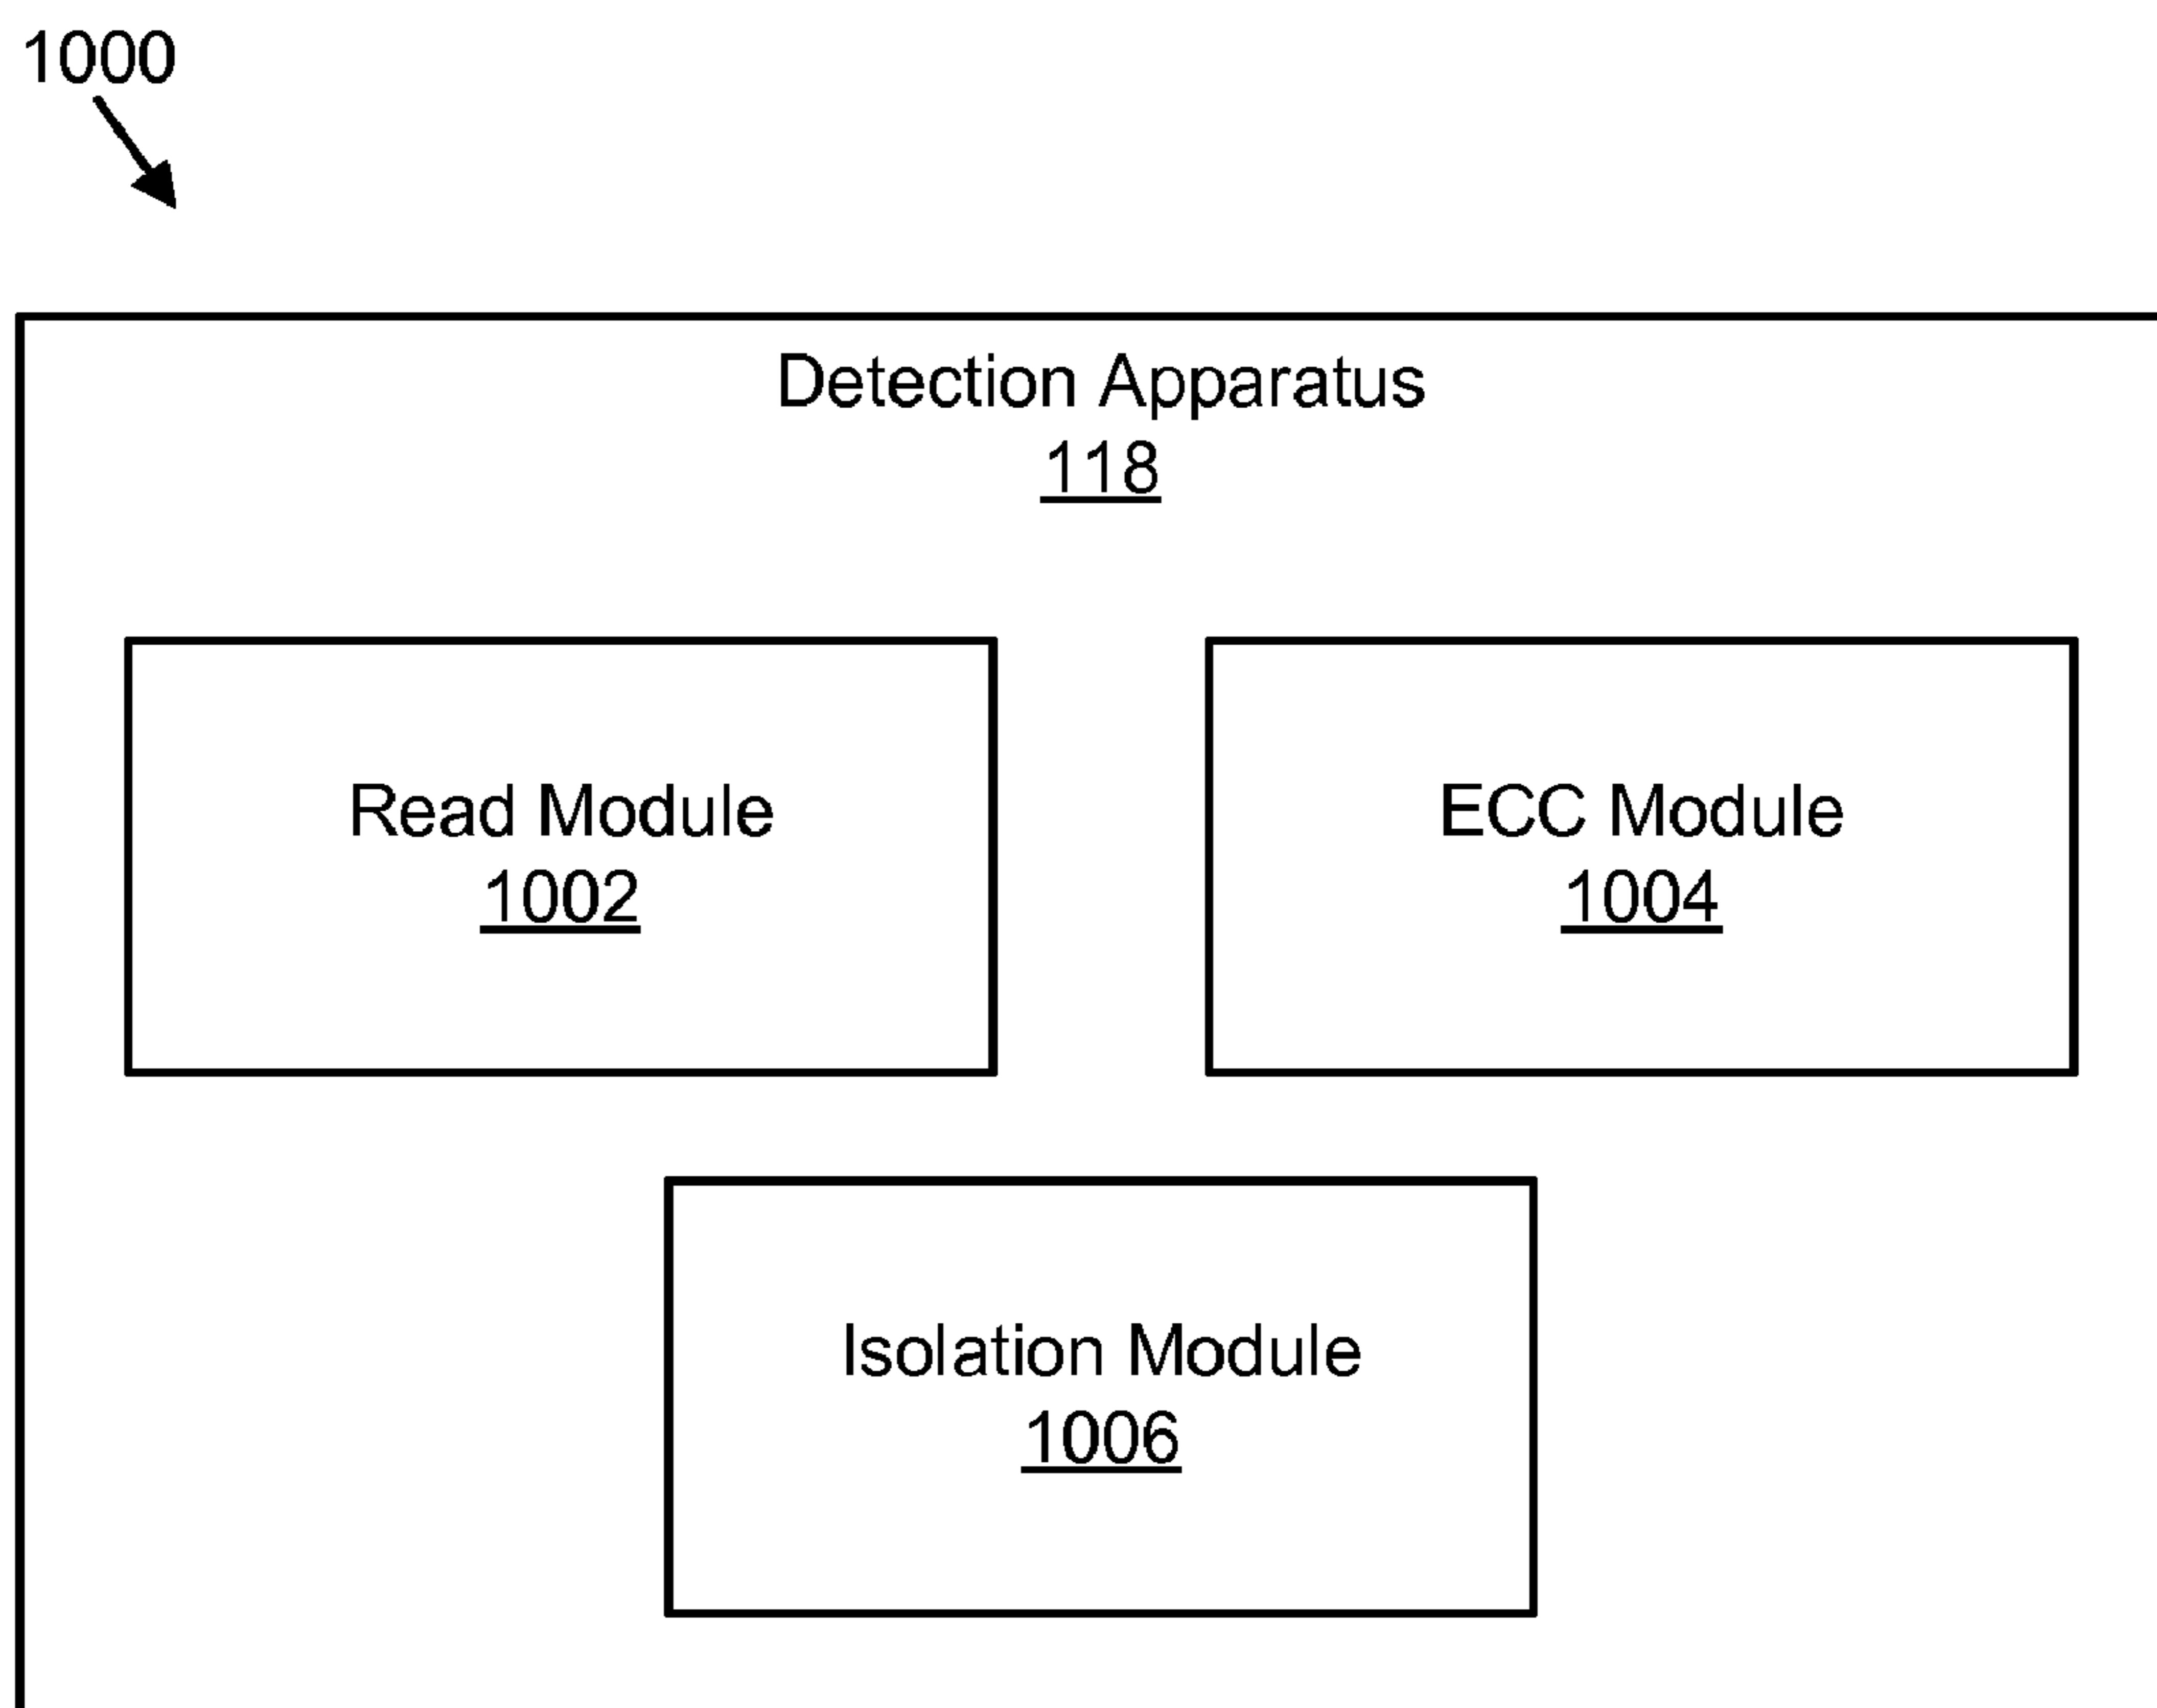 1000
Detection Apparatus
118
Read Module
1002
ECC Module
1004
Isolation Module
1006